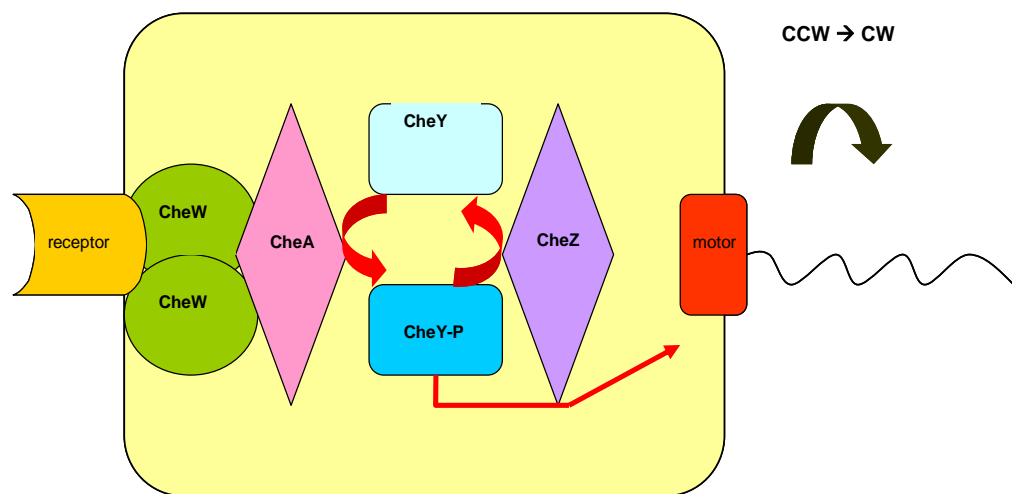 CCW → CW
CheY
CheW
receptor
CheA
CheZ
motor
CheW
CheY-P